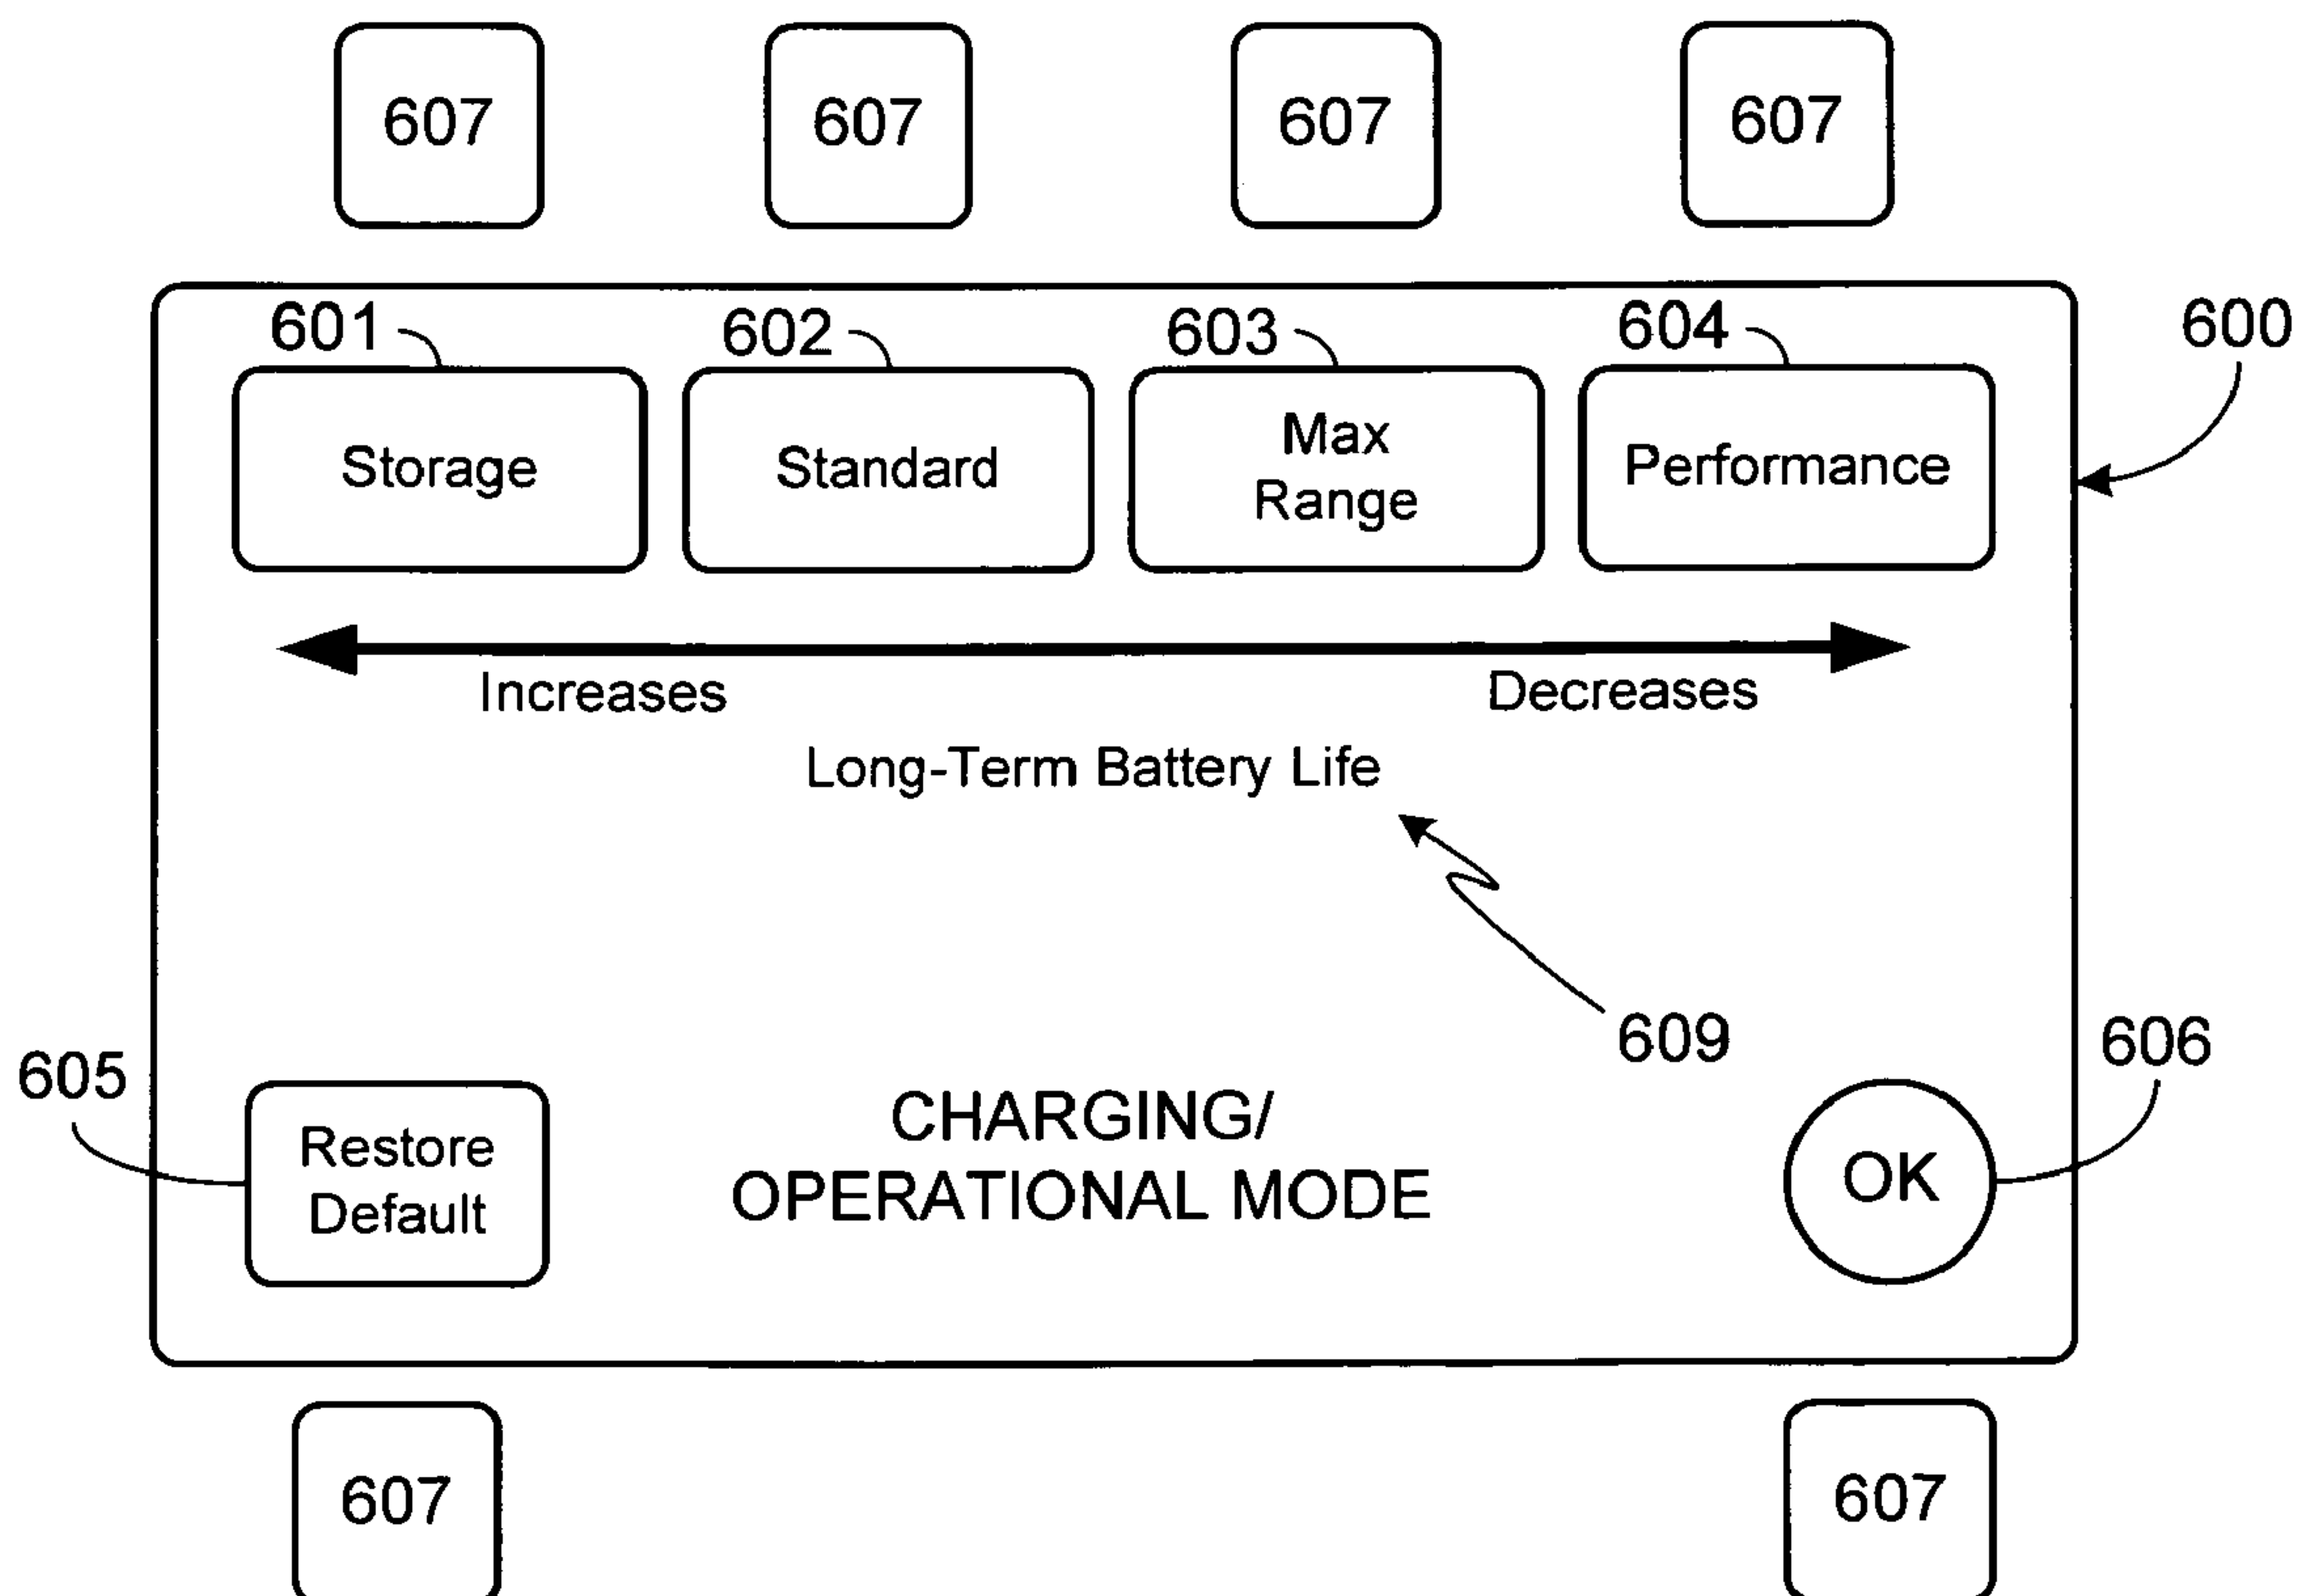 607 607 607 607
601 602 603 604 600
Storage Standard Max Performance
Range
Increases Decreases
Long-Term Battery Life
609 606
605
CHARGING/
Restore
OPERATIONAL MODE OK
Default
607 607